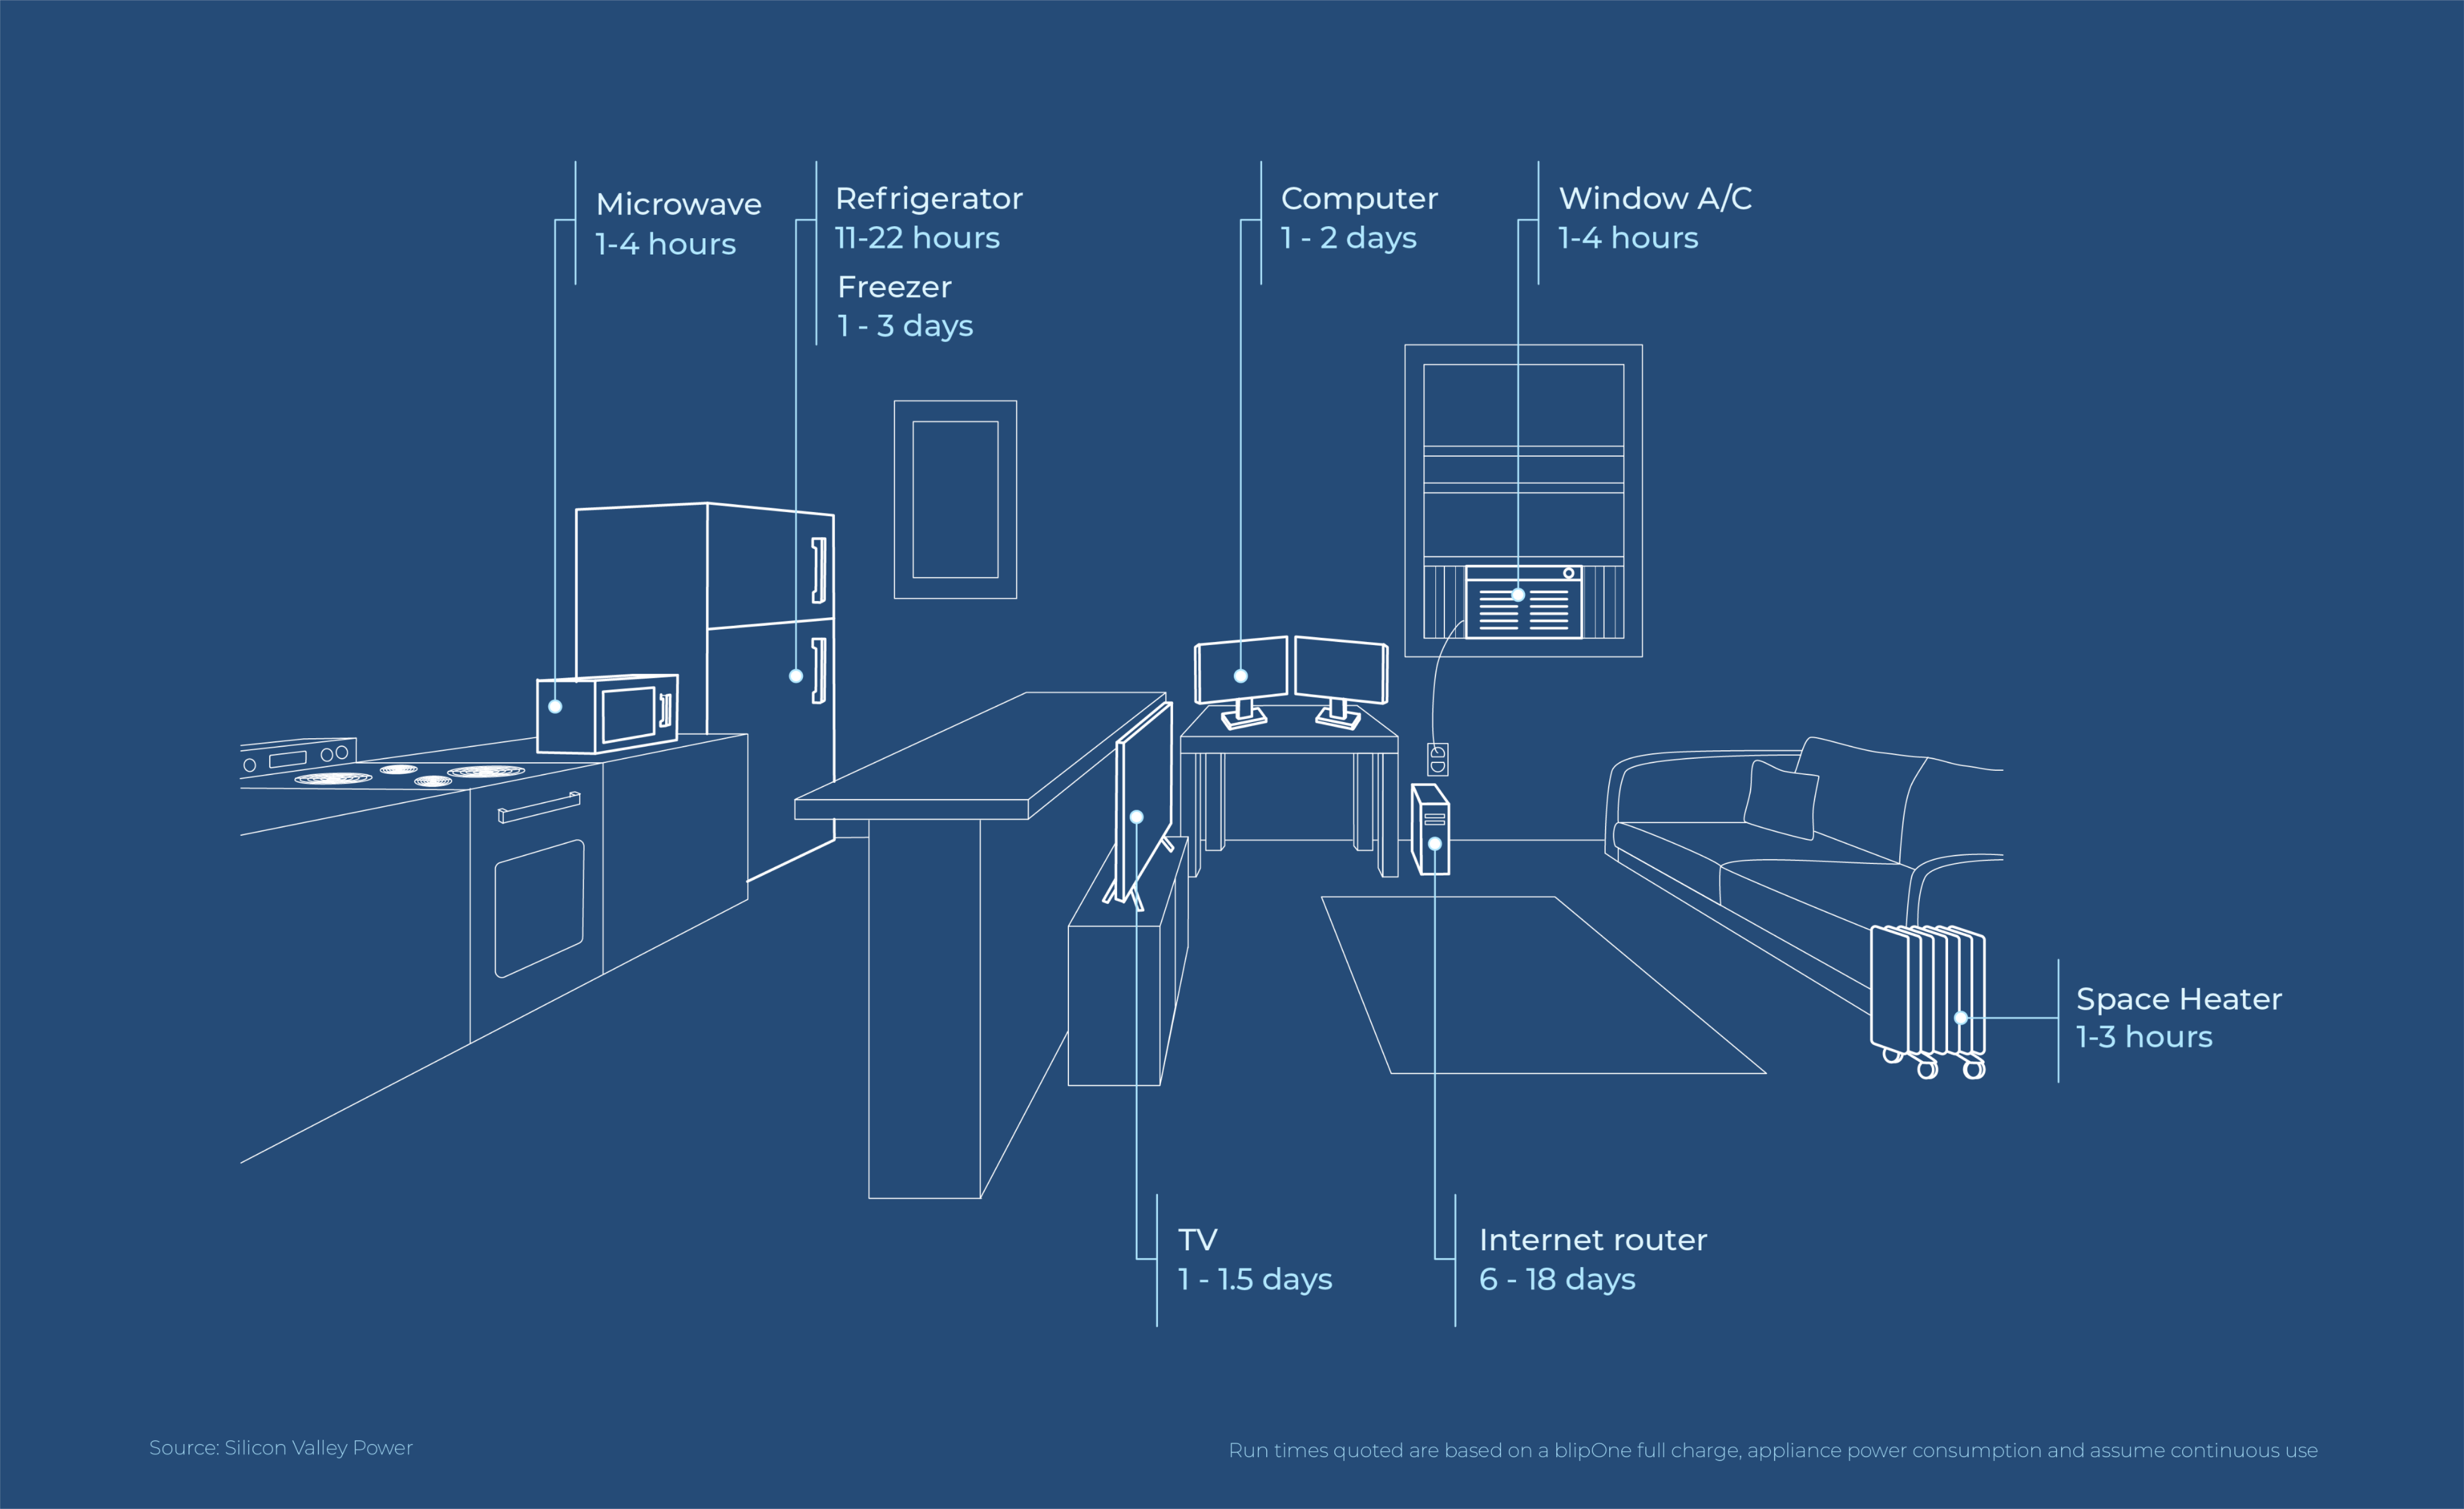 Microwave
1-4 hours
Refrigerator
11-22 hours
Freezer
1 - 3 days
Computer
1 - 2 days
Window A/C
1-4 hours
Space Heater
1-3 hours
TV
1 - 1.5 days
Internet router
6 - 18 days
Source: Silicon Valley Power
Run times quoted are based on a blipOne full charge, appliance power consumption and assume continuous use